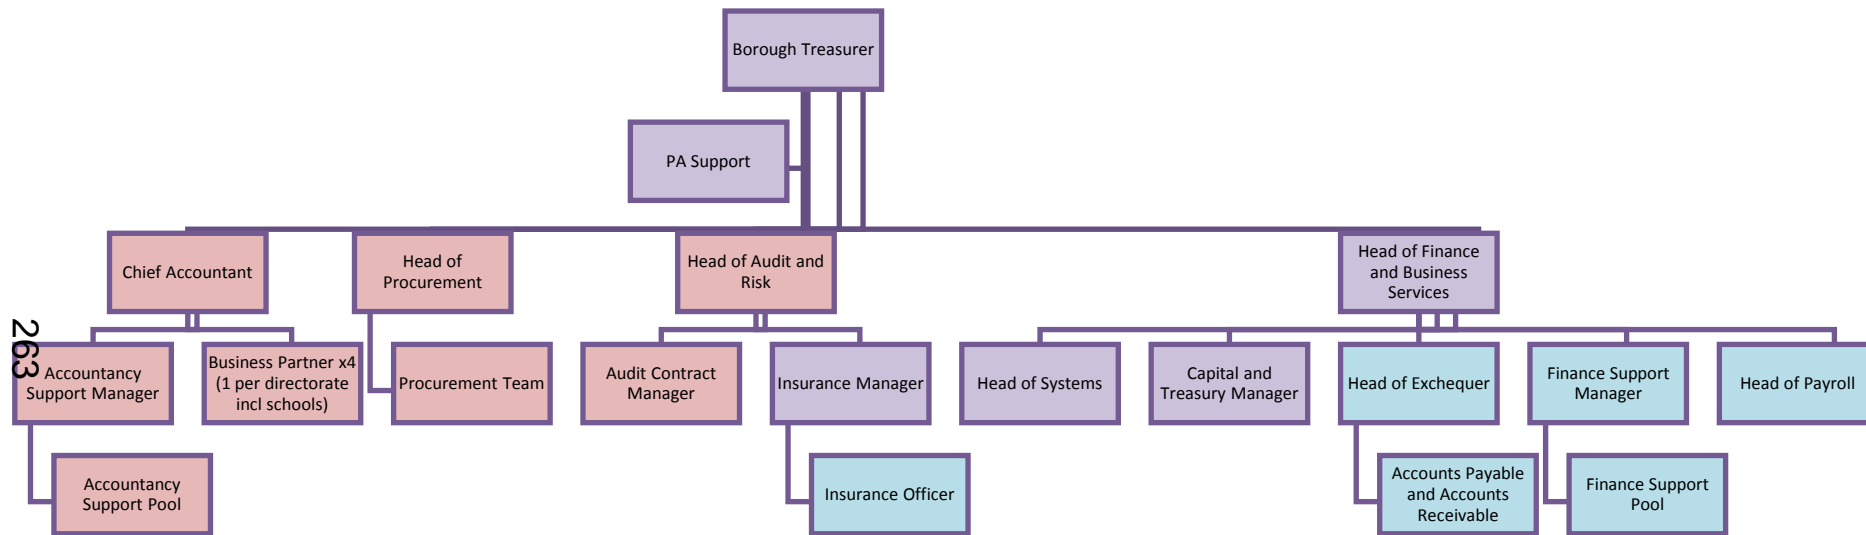 Borough Treasurer
PA Support
Chief Accountant
Head of
Procurement
Head of Audit and
Risk
Head of Finance
and Business
Services
263
Accountancy
Support Manager
Business Partner x4
(1 per directorate
incl schools)
Procurement Team
Audit Contract
Manager
Insurance Manager
Head of Systems
Capital and
Treasury Manager
Head of Exchequer
Finance Support
Manager
Head of Payroll
Accountancy
Support Pool
Insurance Officer
Accounts Payable
and Accounts
Receivable
Finance Support
Pool